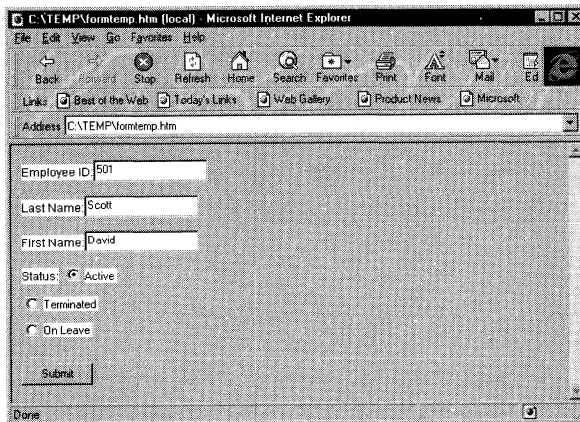 C:\TEMP\formtemp.htm (local) - Microsoft Internet Explorer
File Edit View Go Favorites Help
Back Forward Stop Refresh Home Search Favorites Print Font Mail Ed
Links Best of the Web Today's Links Web Gallery Product News Microsoft
Address C:\TEMP\formtemp.htm
Employee ID: 501
Last Name: Scott
First Name: David
Status: Active
Terminated
On Leave
Submit
Done